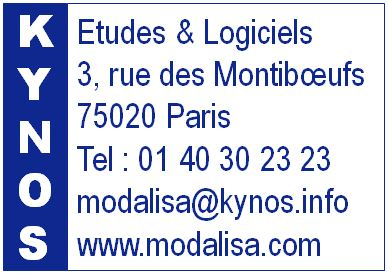 KYNOS
Etudes & Logiciels
3, rue des Montibœufs
75020 Paris
Tel : 01 40 30 23 23
modalisa@kynos.info
www.modalisa.com